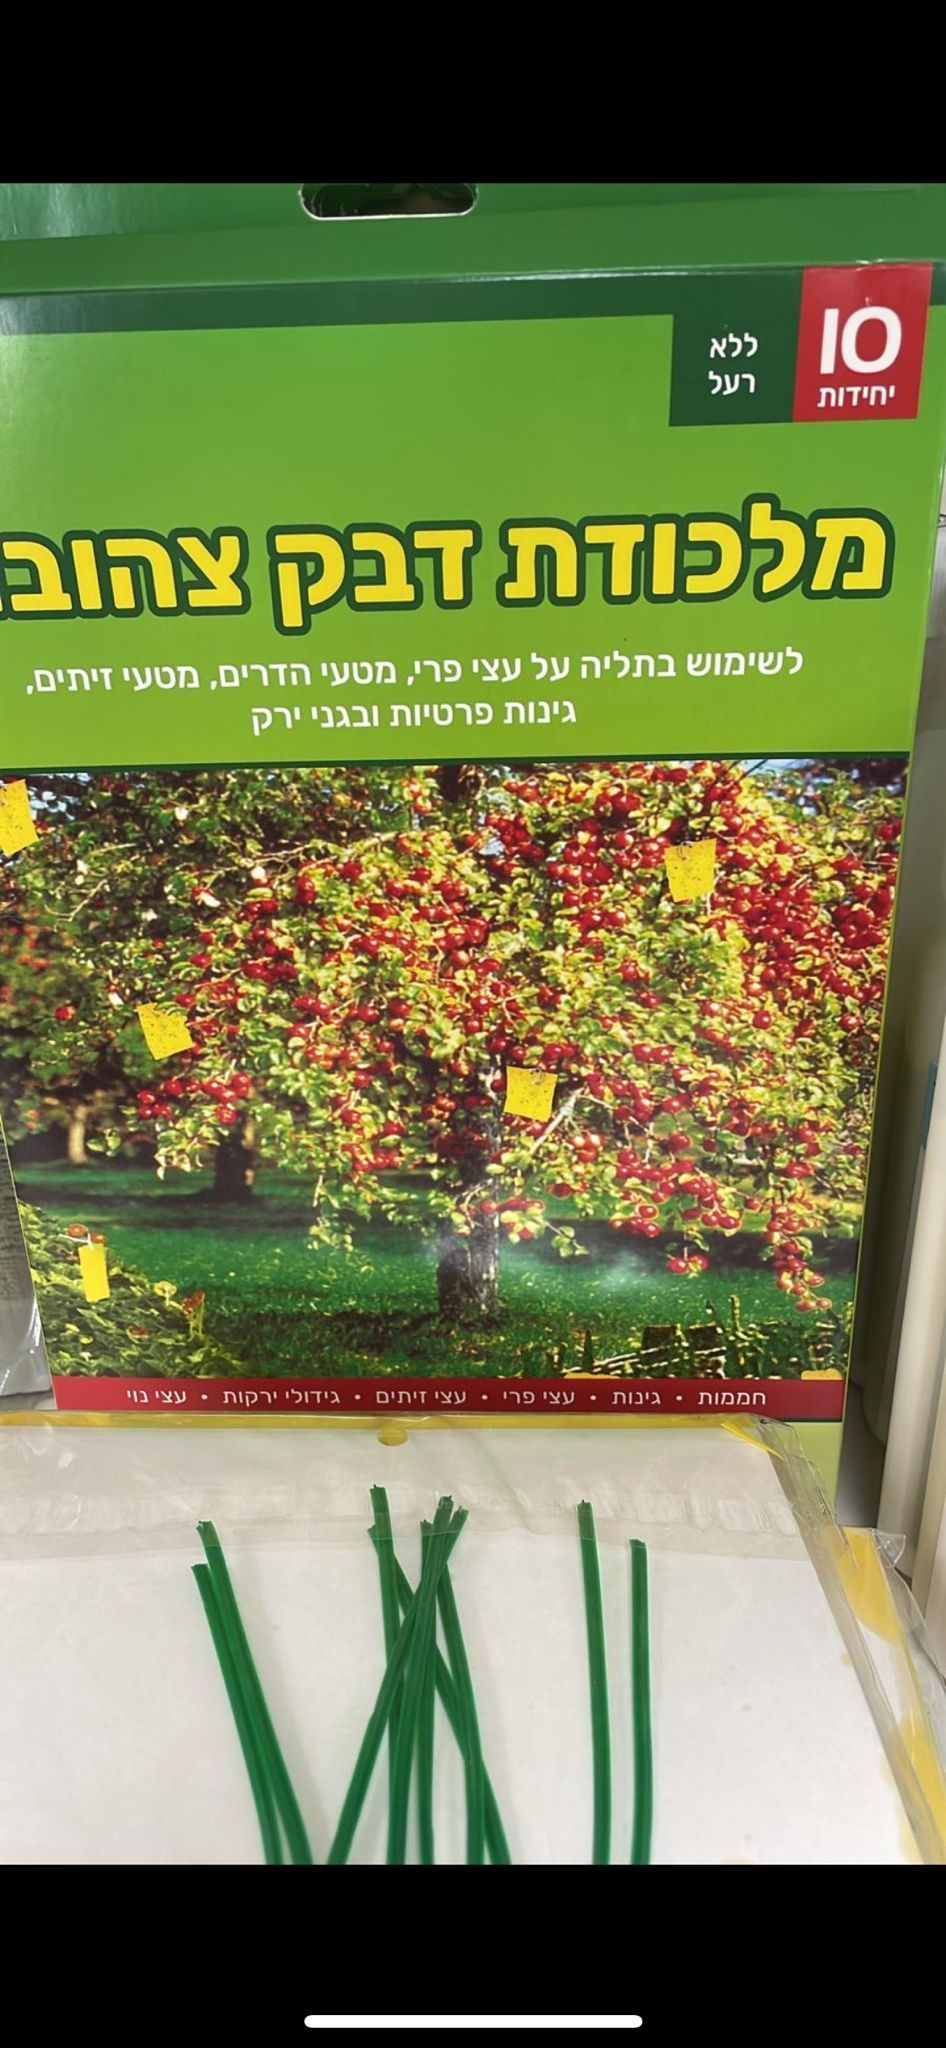 10
יחידות
ללא
רעל
מלכודת דבק צהובה
לשימוש בתליה על עצי פרי, מטעי הדרים, מטעי זיתים,
גינות פרטיות ובגני ירק
חממות • גינות • עצי פרי • עצי זיתים • גידולי ירקות • עצי נוי